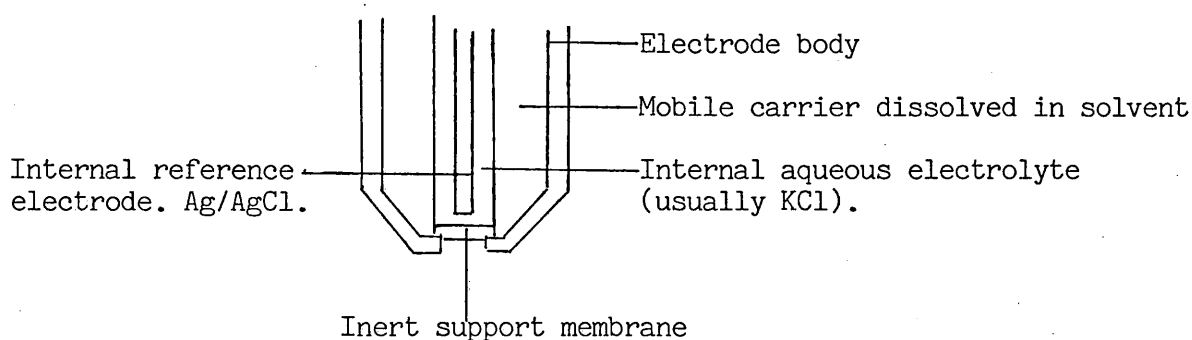 Electrode body
Mobile carrier dissolved in solvent
Internal reference
electrode. Ag/AgCl.
Internal aqueous electrolyte
(usually KCl).
Inert support membrane